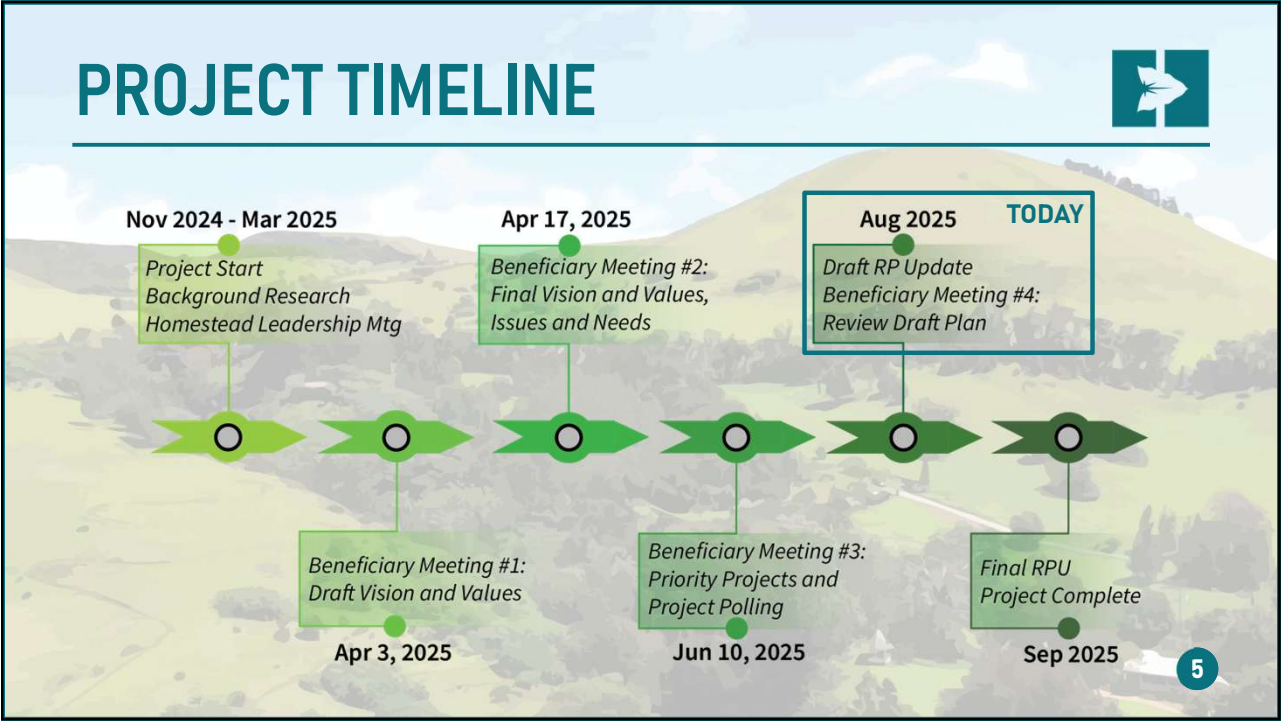 PROJECT TIMELINE
Nov 2024 - Mar 2025
Project Start
Background Research
Homestead Leadership Mtg
Apr 3, 2025
Beneficiary Meeting #1:
Draft Vision and Values
Apr 17, 2025
Beneficiary Meeting #2:
Final Vision and Values,
Issues and Needs
Jun 10, 2025
Beneficiary Meeting #3:
Priority Projects and
Project Polling
Aug 2025
TODAY
Draft RP Update
Beneficiary Meeting #4:
Review Draft Plan
Sep 2025
Final RPU
Project Complete
5